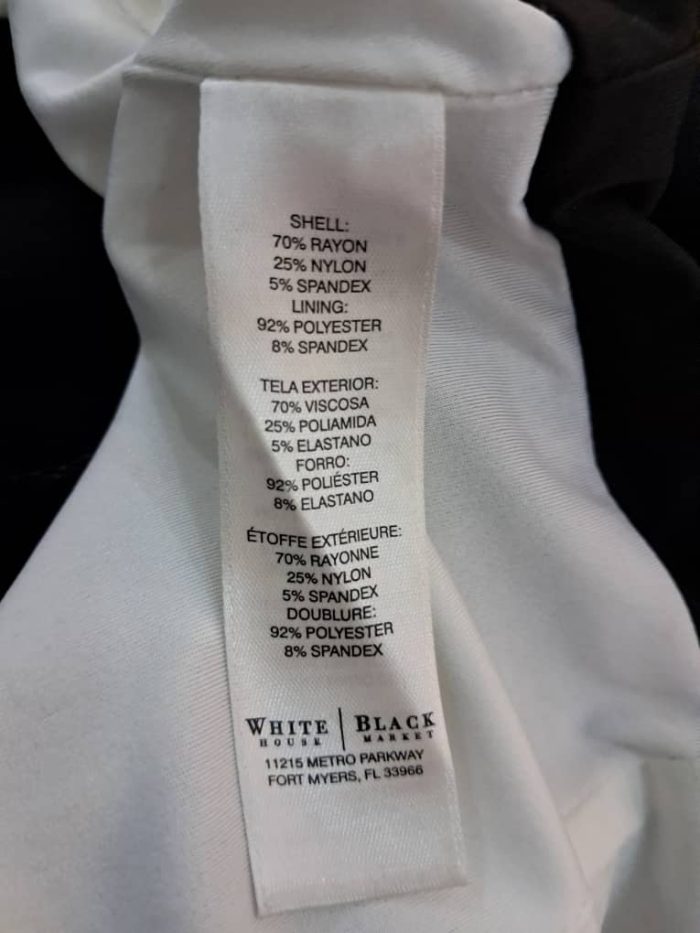 SHELL:
70% RAYON
25% NYLON
5% SPANDEX
LINING:
92% POLYESTER
8% SPANDEX
TELA EXTERIOR:
70% VISCOSA
25% POLIAMIDA
5% ELASTANO
FORRO:
92% POLIÉSTER
8% ELASTANO
ÉTOFFE EXTÉRIEURE:
70% RAYONNE
25% NYLON
5% SPANDEX
DOUBLURE:
92% POLYESTER
8% SPANDEX
WHITE | BLACK
HOUSE MARKET
11215 METRO PARKWAY
FORT MYERS, FL 33966